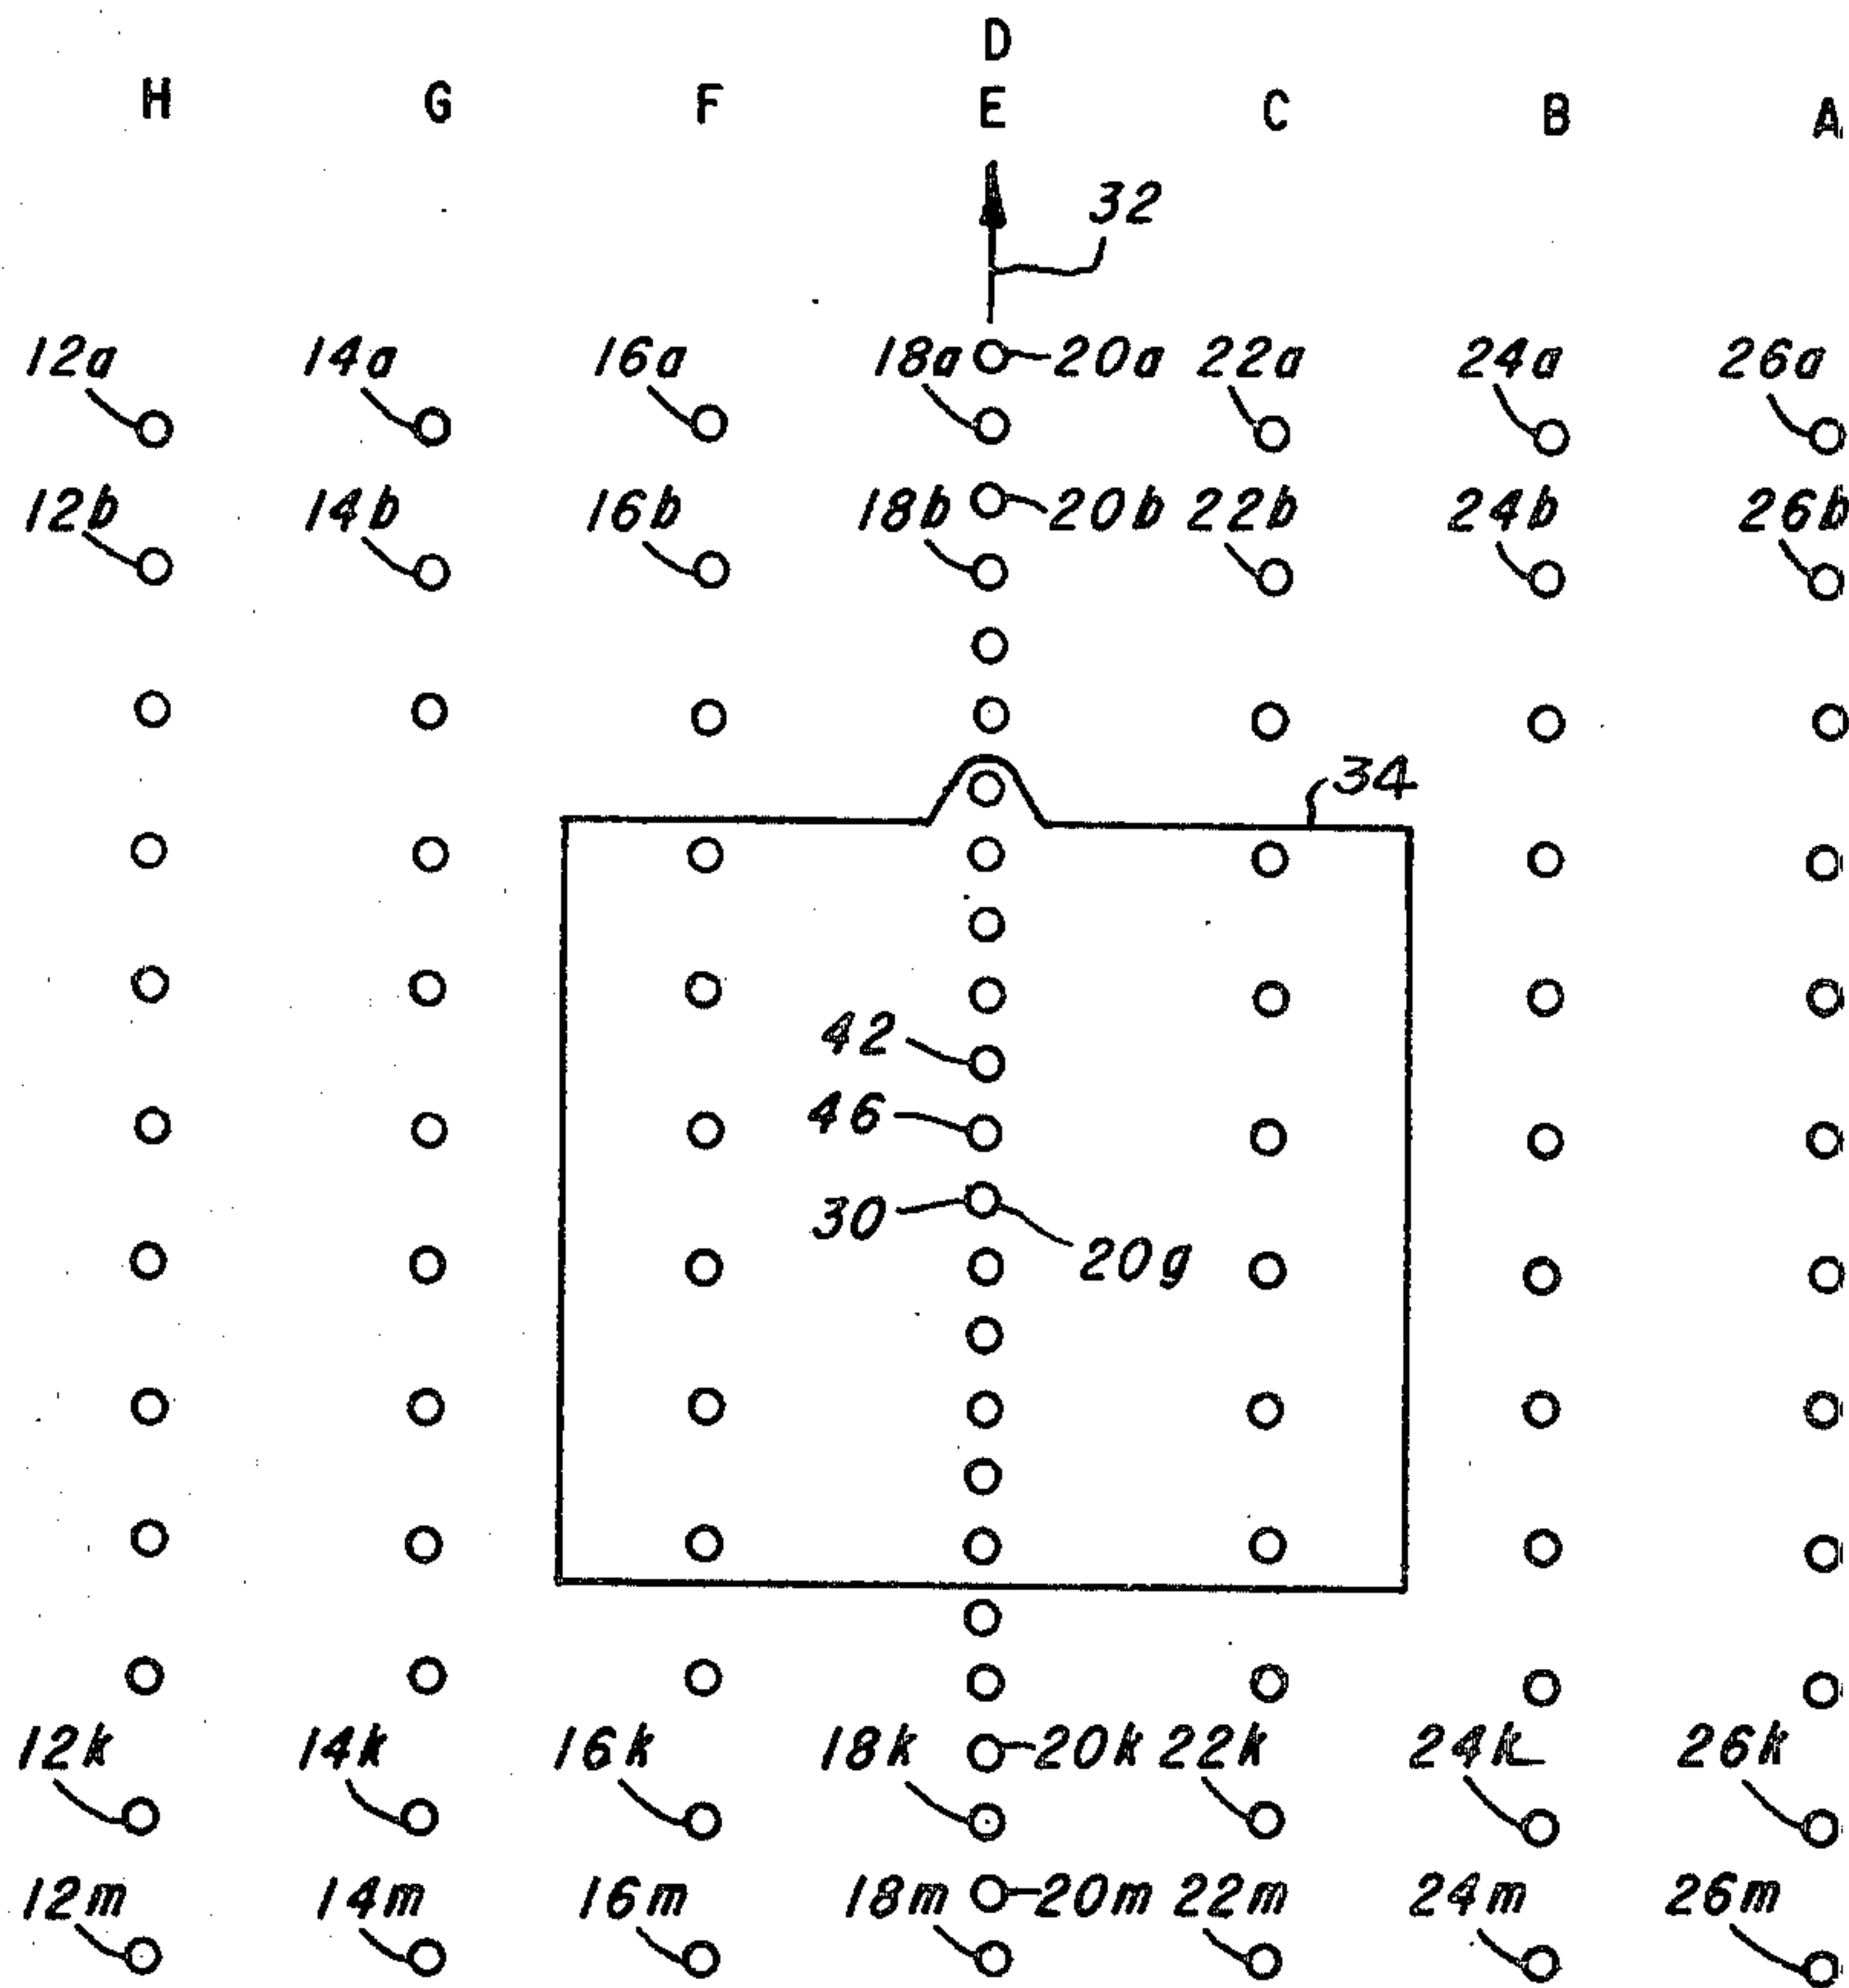 D
H G F E C B A
32
12a 14a 16a 18a 20a 22a 24a 26a
12b 14b 16b 18b 20b 22b 24b 26b
34
42
46
30
20g
12k 14k 16k 18k 20k 22k 24k 26k
12m 14m 16m 18m 20m 22m 24m 26m